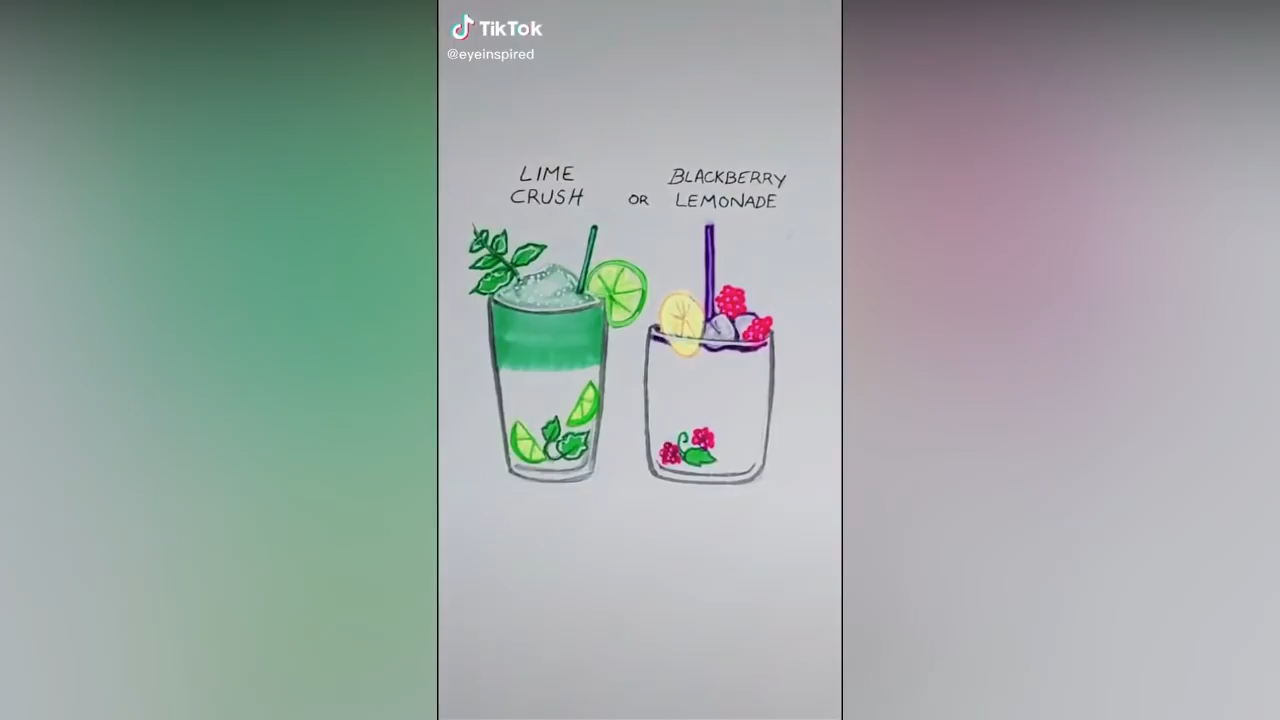 TikTok
@eyeinspired
LIME
CRUSH
OR
BLACKBERRY
LEMONADE